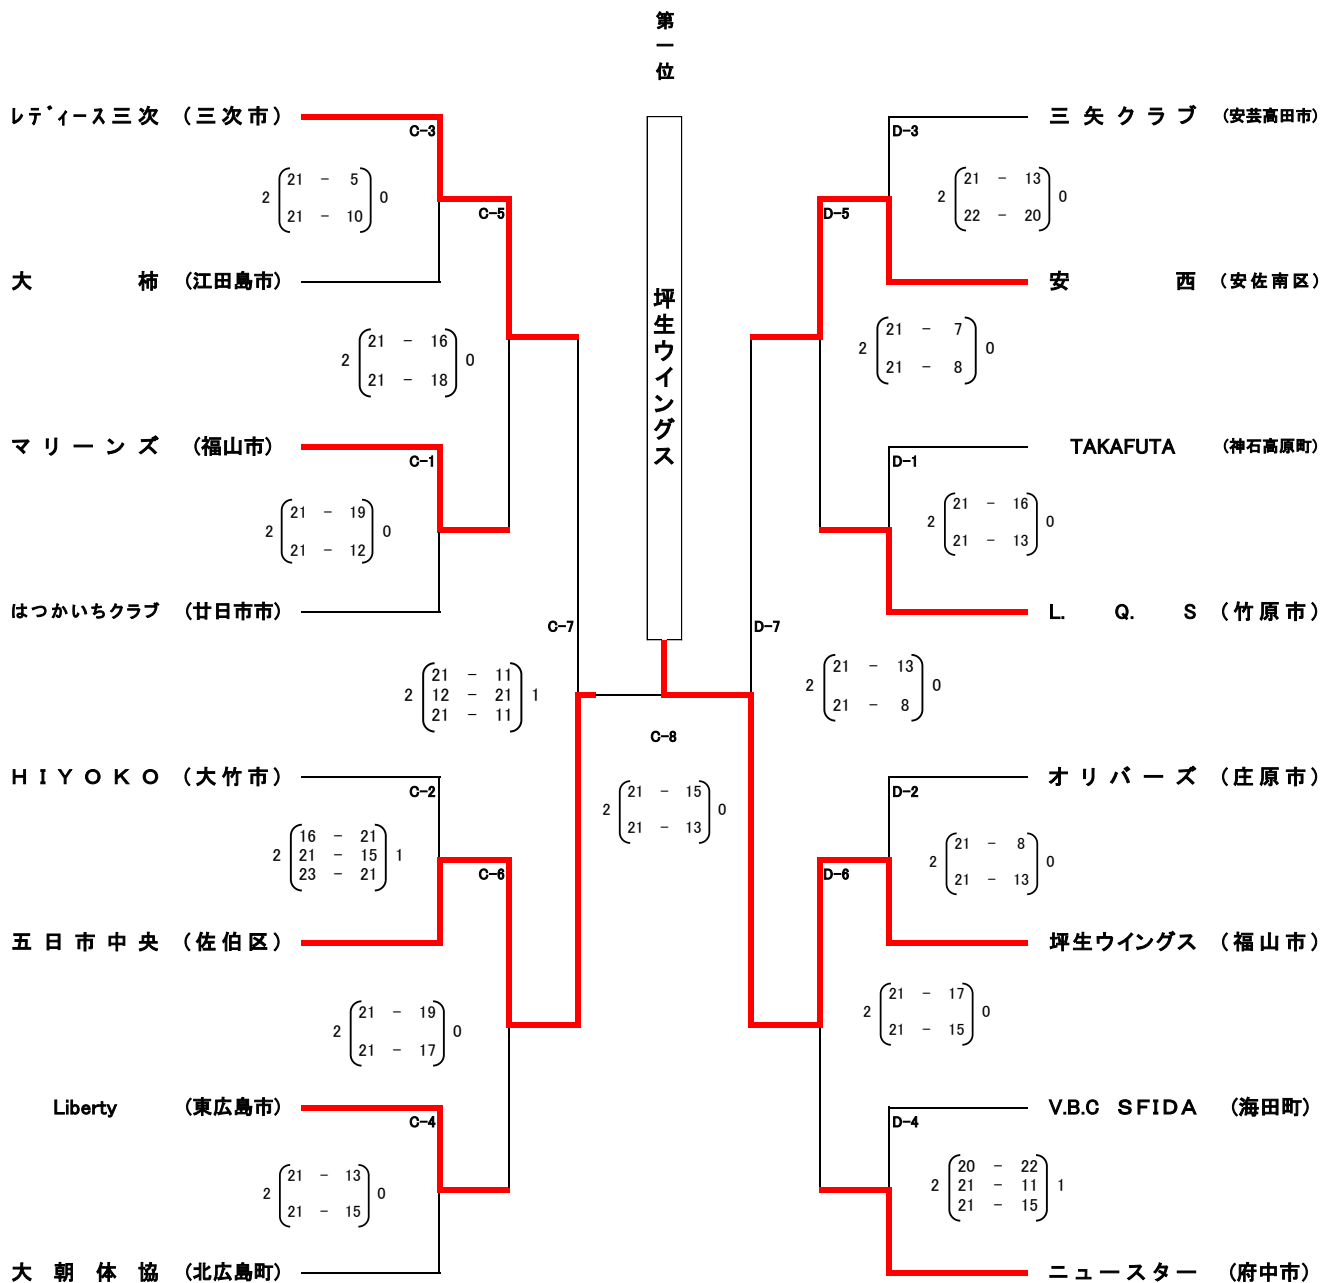 第一位
坪生ウイングス
レディース三次 (三次市)
C-3
2 21 - 5 0
21 - 10
大 柿 (江田島市)
C-5
2 21 - 16 0
21 - 18
マリーンズ (福山市)
C-1
2 21 - 19 0
21 - 12
はつかいちクラブ (廿日市市)
C-7
2 21 - 11 1
12 - 21
21 - 11
HIYOKO (大竹市)
C-2
2 16 - 21 1
21 - 15
23 - 21
五日市中央 (佐伯区)
C-6
2 21 - 19 0
21 - 17
Liberty (東広島市)
C-4
2 21 - 13 0
21 - 15
大朝体協 (北広島町)
C-8
2 21 - 15 0
21 - 13
三矢クラブ (安芸高田市)
D-3
2 21 - 13 0
22 - 20
安 西 (安佐南区)
D-5
2 21 - 7 0
21 - 8
TAKAFUTA (神石高原町)
D-1
2 21 - 16 0
21 - 13
L. Q. S (竹原市)
D-7
2 21 - 13 0
21 - 8
オリバーズ (庄原市)
D-2
2 21 - 8 0
21 - 13
坪生ウイングス (福山市)
D-6
2 21 - 17 0
21 - 15
V.B.C SFIDA (海田町)
D-4
2 20 - 22 1
21 - 11
21 - 15
ニュースター (府中市)